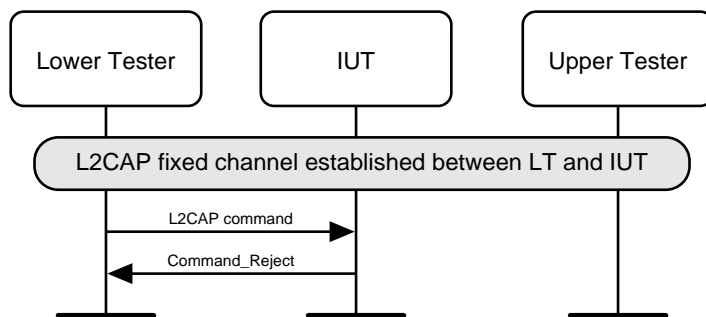 Lower Tester
IUT
Upper Tester
L2CAP fixed channel established between LT and IUT
L2CAP command
Command_Reject